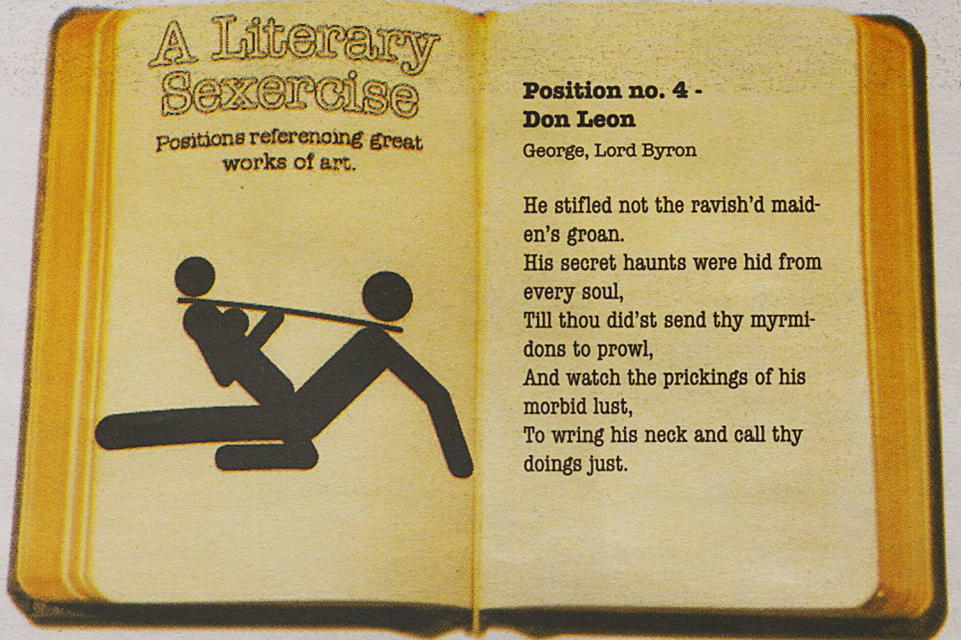 A Literary
Sexercise
Positions referencing great
works of art.
Position no. 4 -
Don Leon
George, Lord Byron
He stifled not the ravish'd maid-
en's groan.
His secret haunts were hid from
every soul,
Till thou did'st send thy myrmi-
dons to prowl,
And watch the prickings of his
morbid lust,
To wring his neck and call thy
doings just.